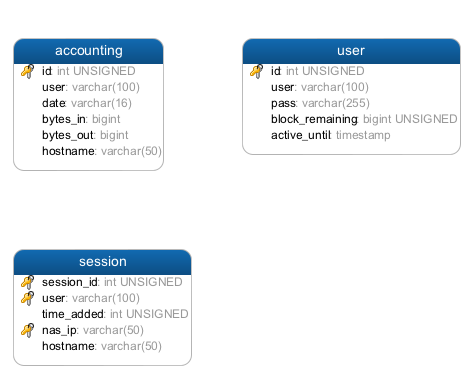 accounting
id: int UNSIGNED
user: varchar(100)
date: varchar(16)
bytes_in: bigint
bytes_out: bigint
hostname: varchar(50)
user
id: int UNSIGNED
user: varchar(100)
pass: varchar(255)
block_remaining: bigint UNSIGNED
active_until: timestamp
session
session_id: int UNSIGNED
user: varchar(100)
time_added: int UNSIGNED
nas_ip: varchar(50)
hostname: varchar(50)